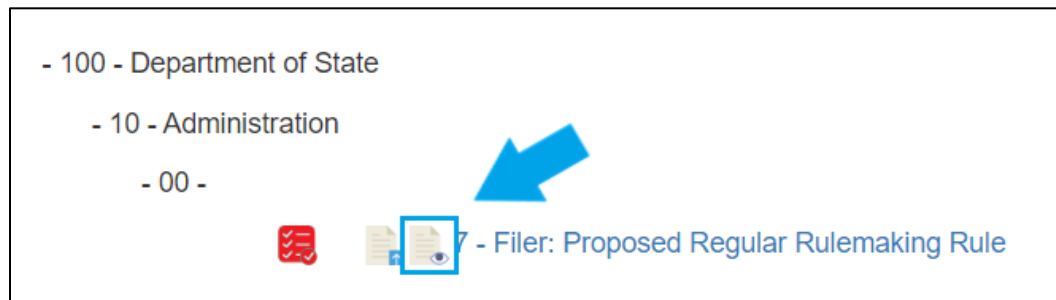 - 100 - Department of State
- 10 - Administration
- 00 -
7 - Filer: Proposed Regular Rulemaking Rule